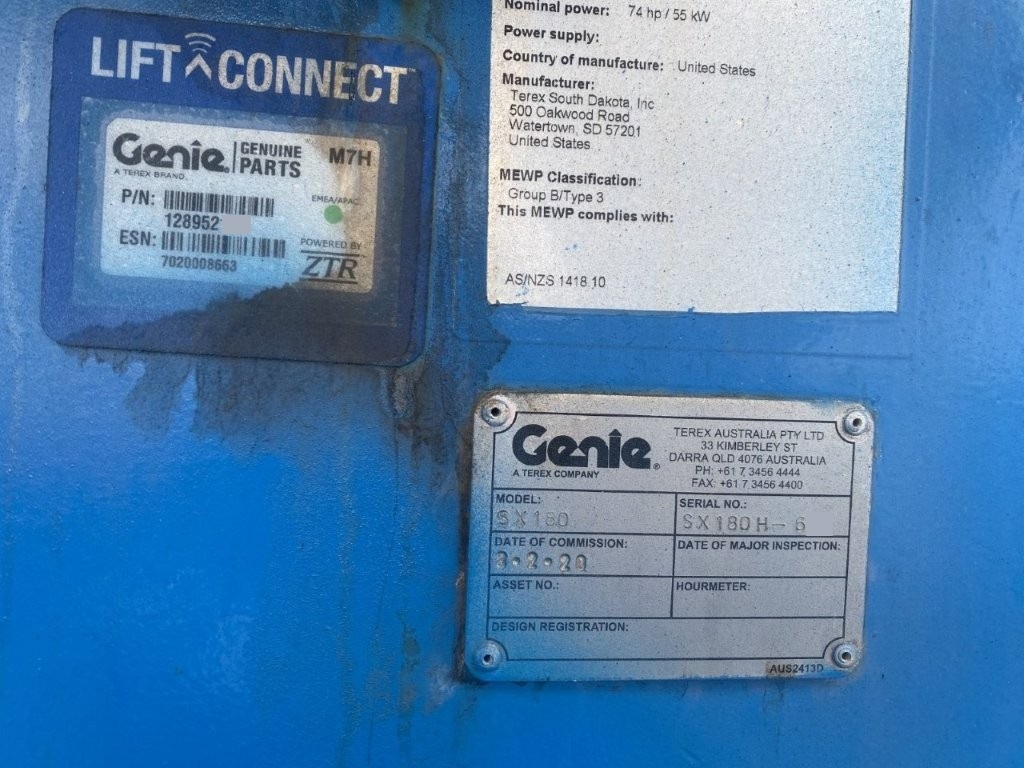 LIFT CONNECT
Genie GENUINE PARTS M7H
A TEREX BRAND
P/N:
128952
EMEA/APAC
ESN:
7020008663
POWERED BY
ZTR
Nominal power: 74 hp / 55 kW
Power supply:
Country of manufacture: United States
Manufacturer:
Terex South Dakota, Inc
500 Oakwood Road
Watertown, SD 57201
United States
MEWP Classification:
Group B/Type 3
This MEWP complies with:
AS/NZS 1418.10
Genie®
A TEREX COMPANY
TEREX AUSTRALIA PTY LTD
33 KIMBERLEY ST
DARRA QLD 4076 AUSTRALIA
PH: +61 7 3456 4444
FAX: +61 7 3456 4400
MODEL:
SX180
SERIAL NO.:
SX180H-6
DATE OF COMMISSION:
3.2.20
DATE OF MAJOR INSPECTION:
ASSET NO.:
HOURMETER:
DESIGN REGISTRATION:
AUS2413D